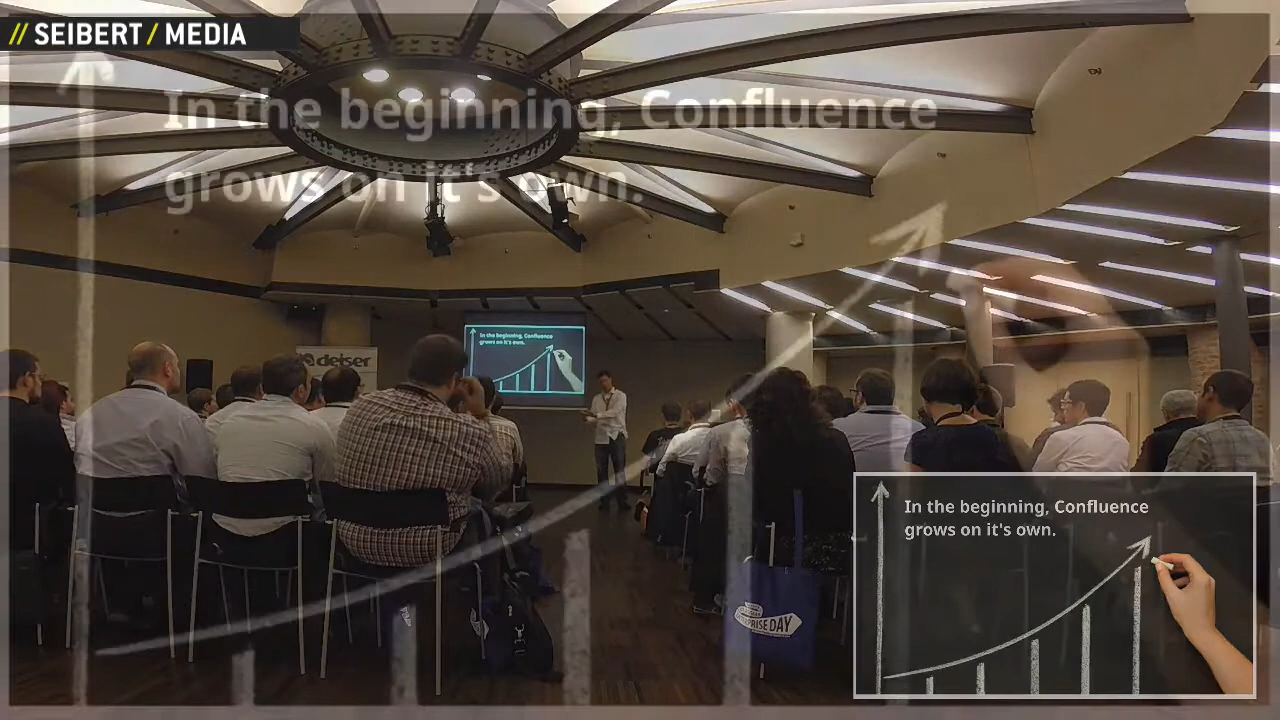 // SEIBERT / MEDIA
In the beginning, Confluence
grows on it's own.
In the beginning, Confluence
grows on it's own.
deiser
ENTERPRISE DAY
In the beginning, Confluence
grows on it's own.